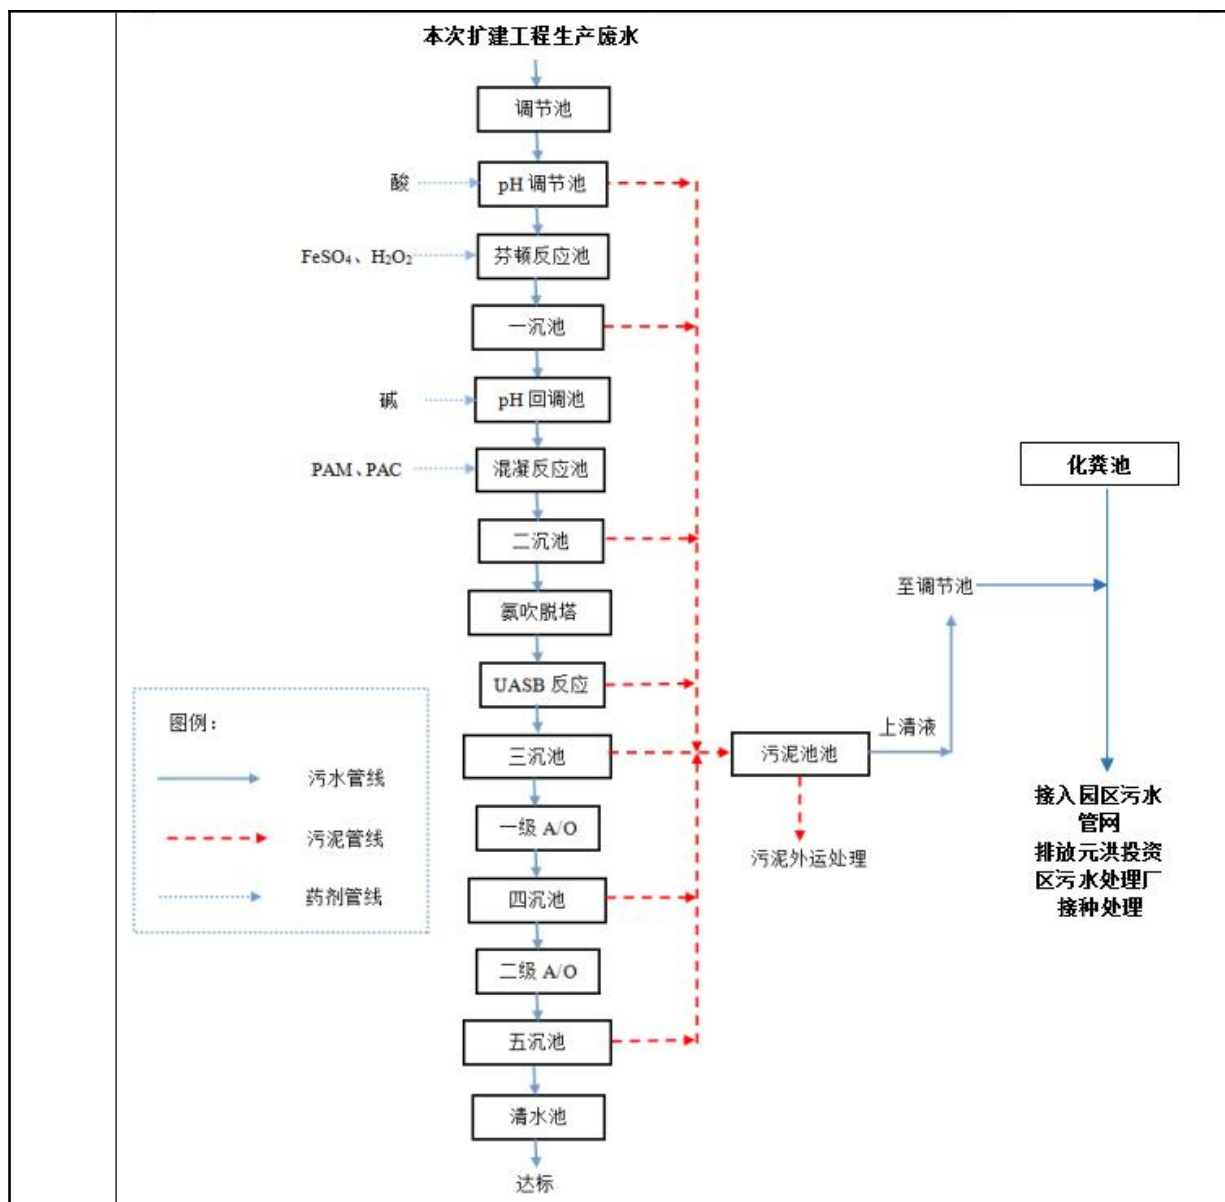 本次扩建工程生产废水
调节池
酸
pH 调节池
FeSO₄、H₂O₂
芬顿反应池
一沉池
碱
pH 回调池
PAM、PAC
混凝反应池
二沉池
氨吹脱塔
UASB 反应
三沉池
一级 A/O
四沉池
二级 A/O
五沉池
清水池
达标
图例：
污水管线
污泥管线
药剂管线
污泥池池
上清液
污泥外运处理
至调节池
化粪池
接入园区污水
管网
排放元洪投资
区污水处理厂
接种处理